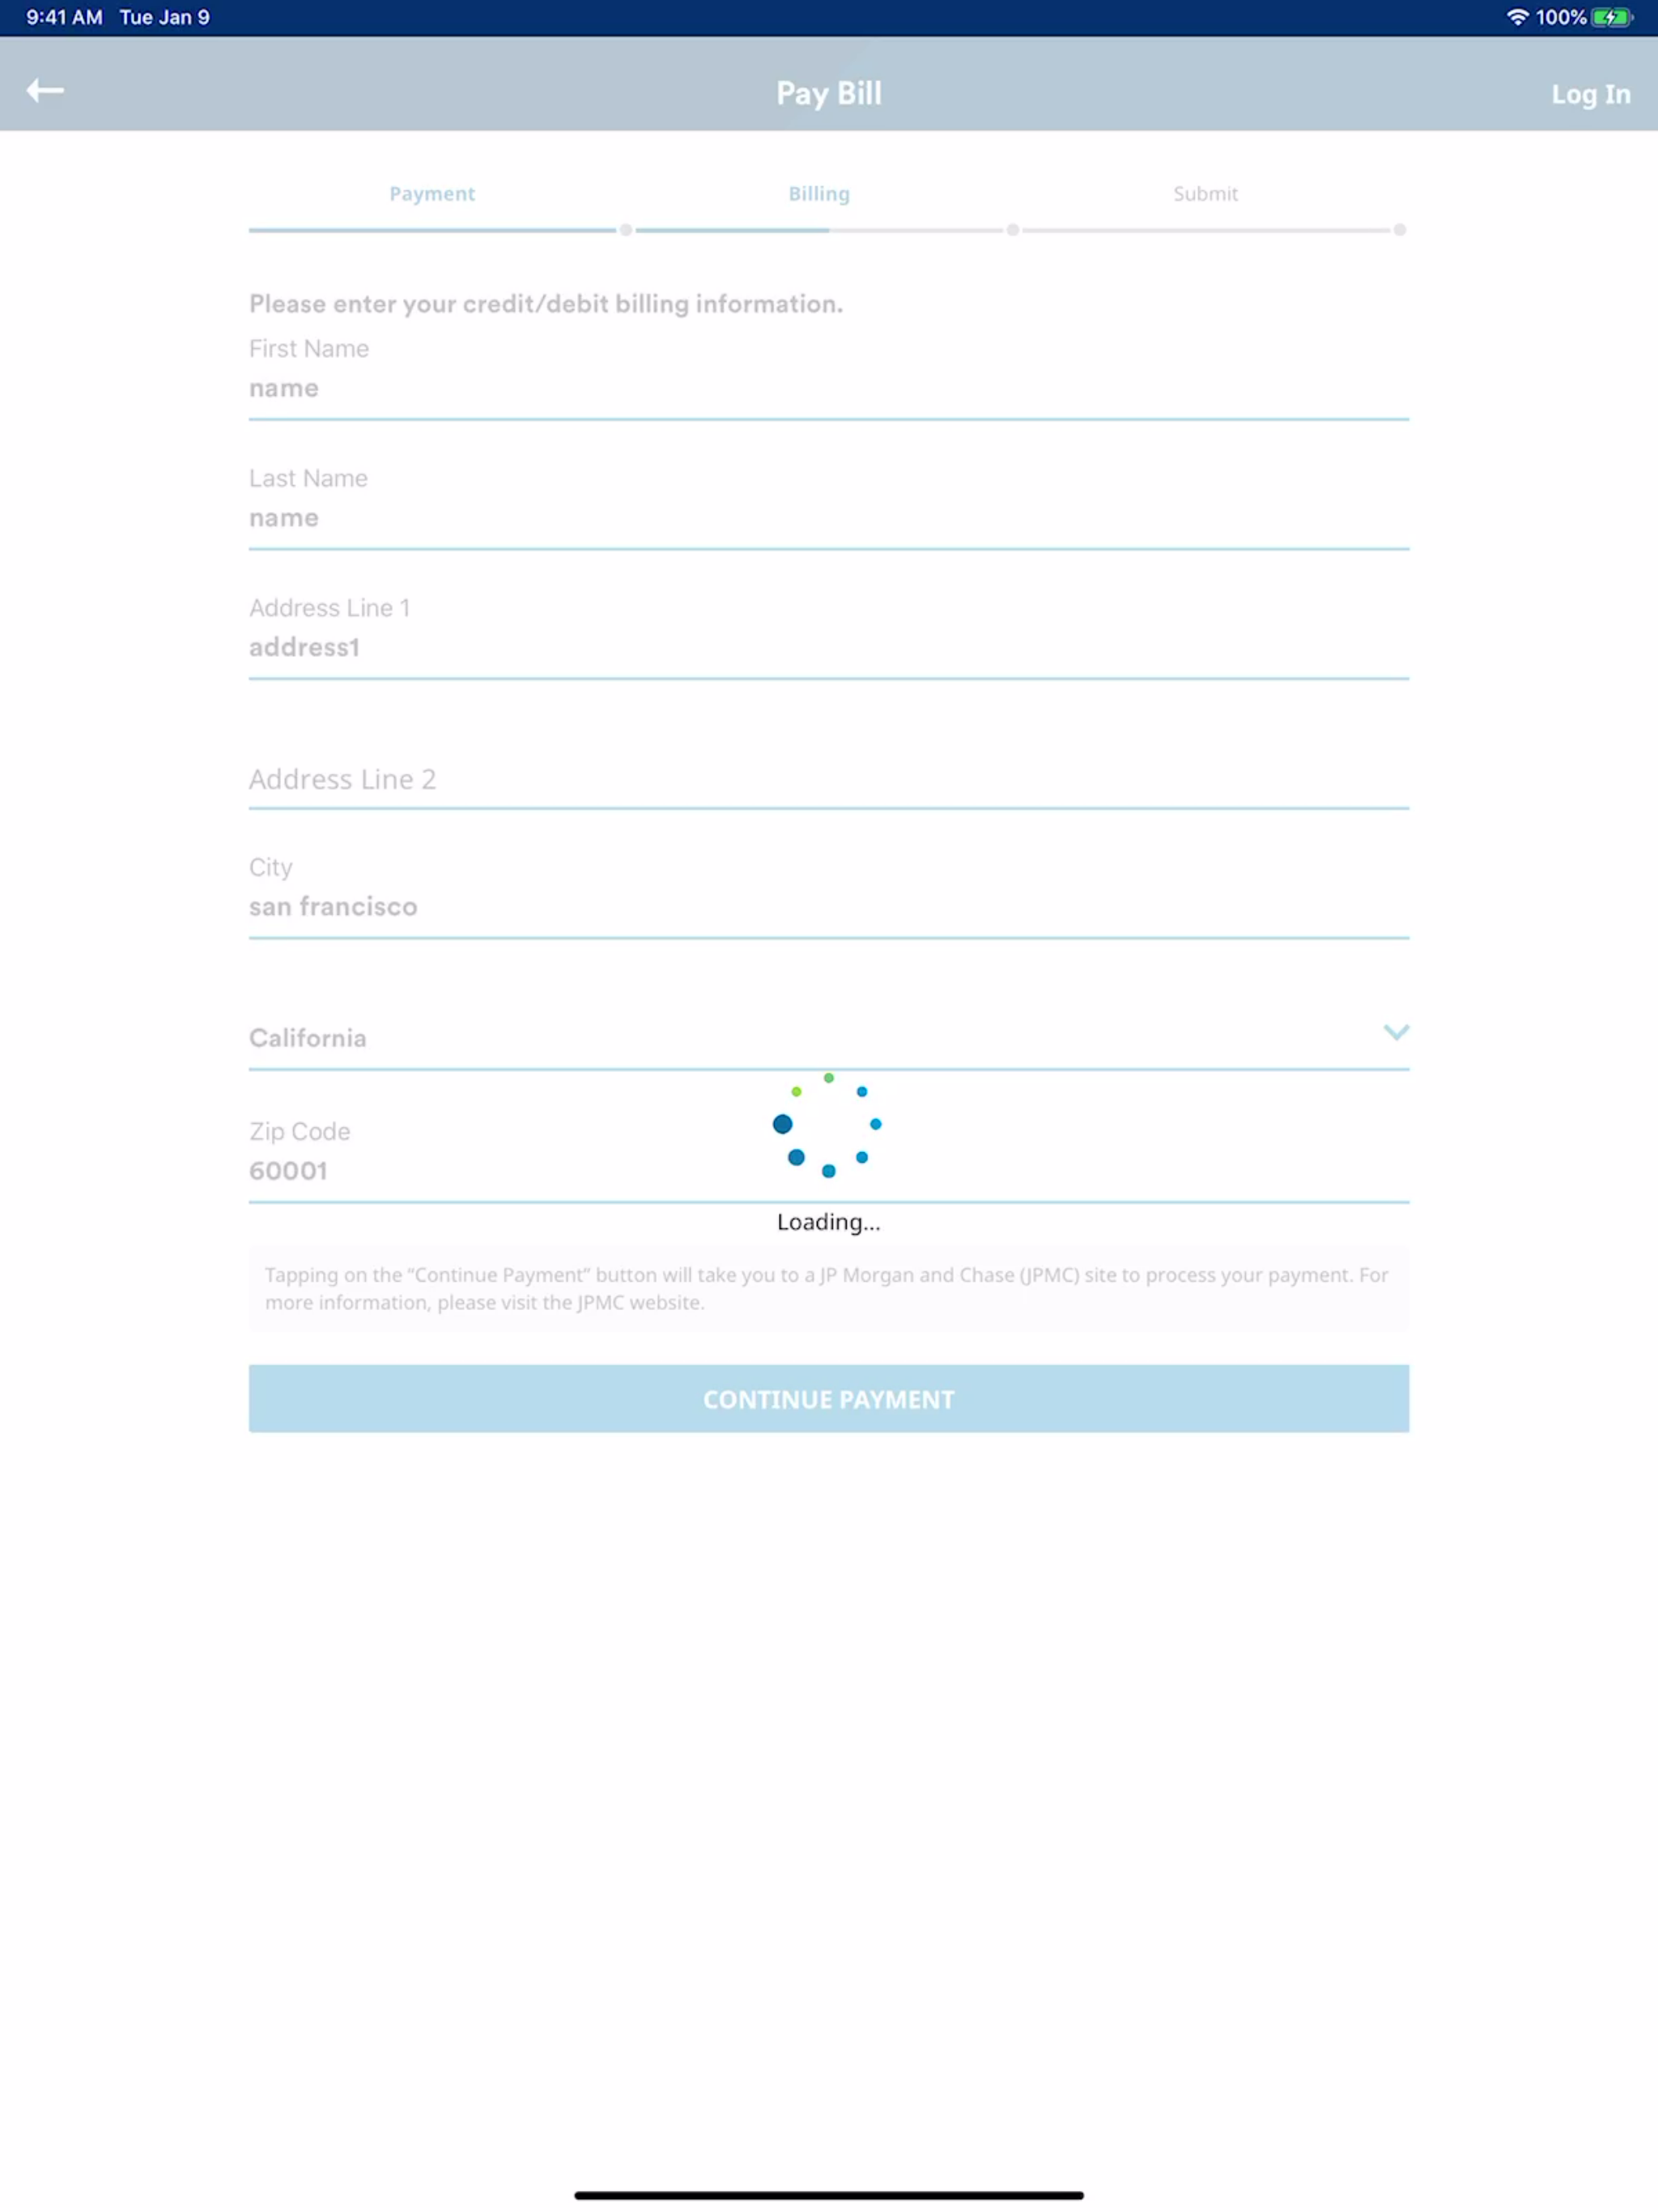 9:41 AM Tue Jan 9
100%
Pay Bill
Log In
Payment
Billing
Submit
Please enter your credit/debit billing information.
First Name
name
Last Name
name
Address Line 1
address1
Address Line 2
City
san francisco
California
Zip Code
60001
Loading...
Tapping on the “Continue Payment” button will take you to a JP Morgan and Chase (JPMC) site to process your payment. For
more information, please visit the JPMC website.
CONTINUE PAYMENT